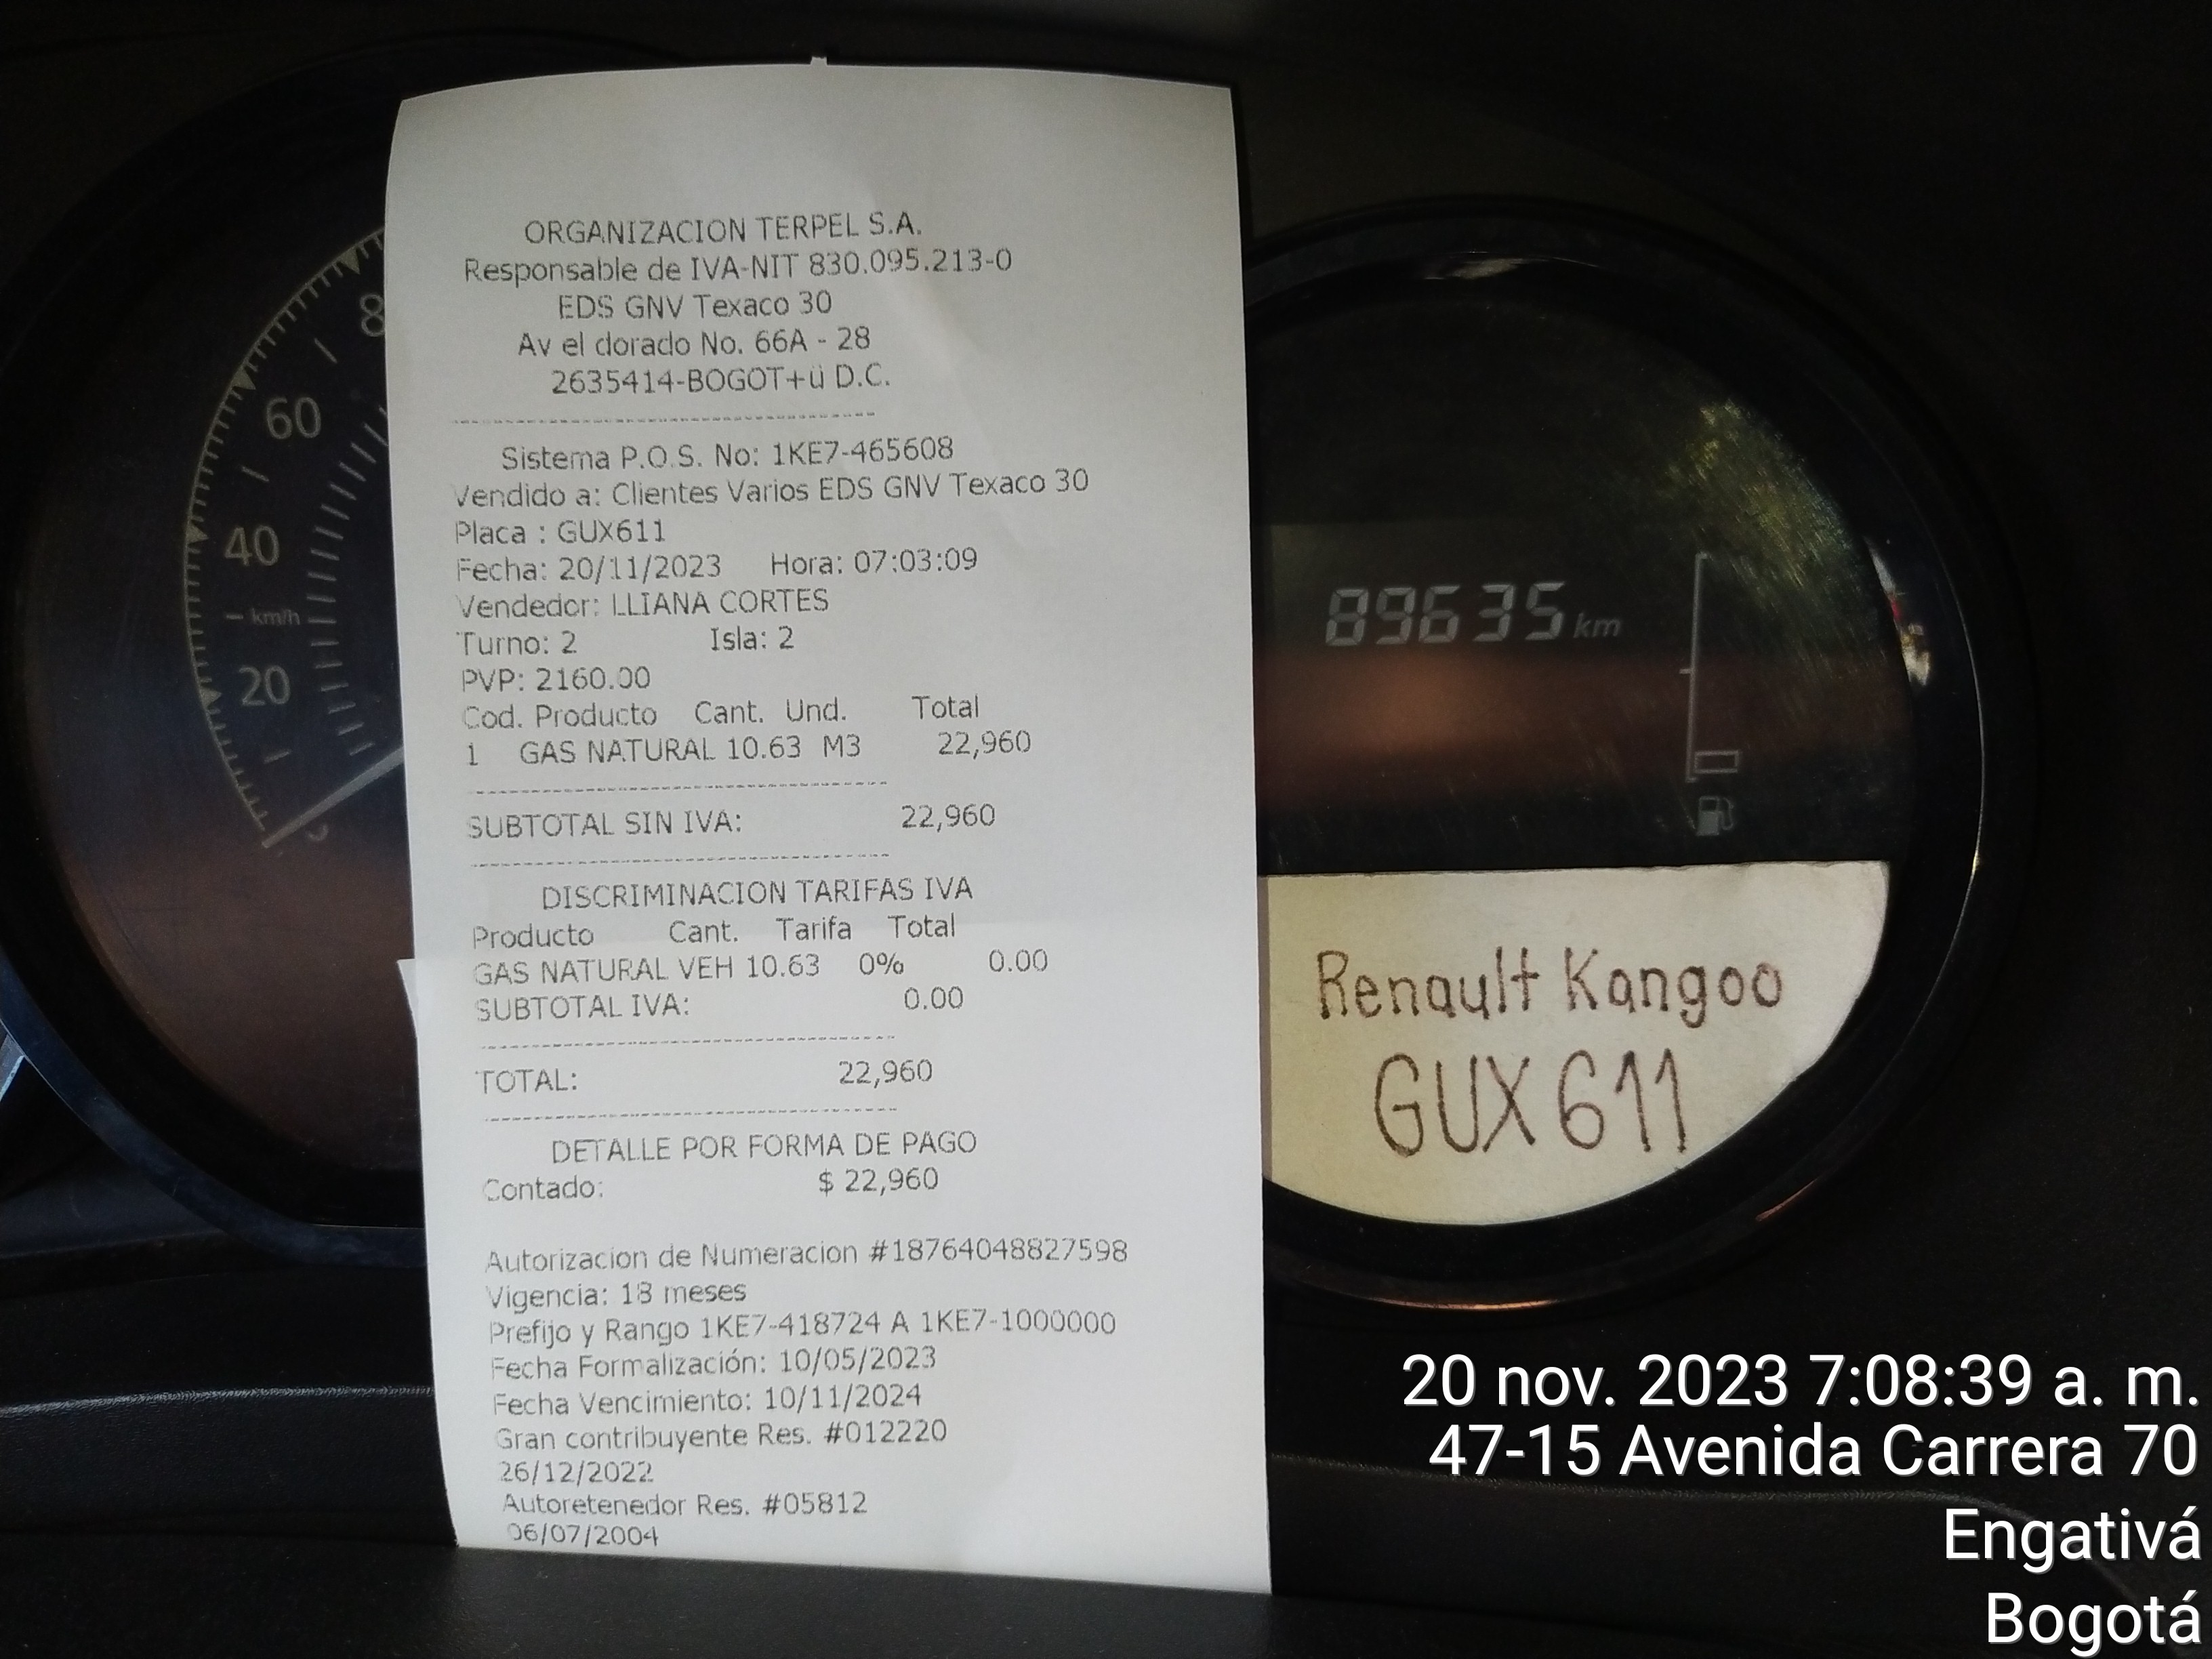 ORGANIZACION TERPEL S.A.
Responsable de IVA-NIT 830.095.213-0
EDS GNV Texaco 30
Av el dorado No. 66A - 28
2635414-BOGOT+ü D.C.
Sistema P.O.S. No: 1KE7-465608
Vendido a: Clientes Varios EDS GNV Texaco 30
Placa : GUX611
Fecha: 20/11/2023 Hora: 07:03:09
Vendedor: LLIANA CORTES
Turno: 2 Isla: 2
PVP: 2160.00
Cod. Producto Cant. Und. Total
1 GAS NATURAL 10.63 M3 22,960
SUBTOTAL SIN IVA: 22,960
DISCRIMINACION TARIFAS IVA
Producto Cant. Tarifa Total
GAS NATURAL VEH 10.63 0% 0.00
SUBTOTAL IVA: 0.00
TOTAL: 22,960
DETALLE POR FORMA DE PAGO
Contado: $ 22,960
Autorizacion de Numeracion #18764048827598
Vigencia: 18 meses
Prefijo y Rango 1KE7-418724 A 1KE7-1000000
Fecha Formalización: 10/05/2023
Fecha Vencimiento: 10/11/2024
Gran contribuyente Res. #012220
26/12/2022
Autoretenedor Res. #05812
06/07/2004
60
40
km/h
20
89635 km
Renault Kangoo
GUX611
20 nov. 2023 7:08:39 a. m.
47-15 Avenida Carrera 70
Engativá
Bogotá